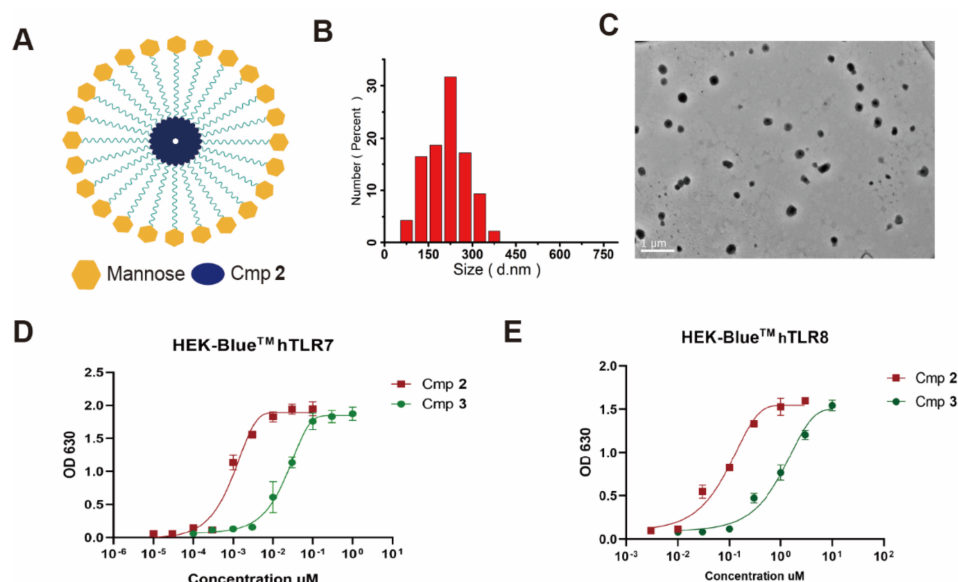 A
Mannose
Cmp 2
B
Number ( Percent )
30
20
10
0
0
150
300
450
600
750
Size ( d.nm )
C
1 μm
D
HEK-Blue™ hTLR7
OD 630
2.5
2.0
1.5
1.0
0.5
0.0
10-6
10-5
10-4
10-3
10-2
10-1
100
101
Concentration uM
Cmp 2
Cmp 3
E
HEK-Blue™ hTLR8
OD 630
2.0
1.5
1.0
0.5
0.0
10-3
10-2
10-1
100
101
102
Concentration uM
Cmp 2
Cmp 3